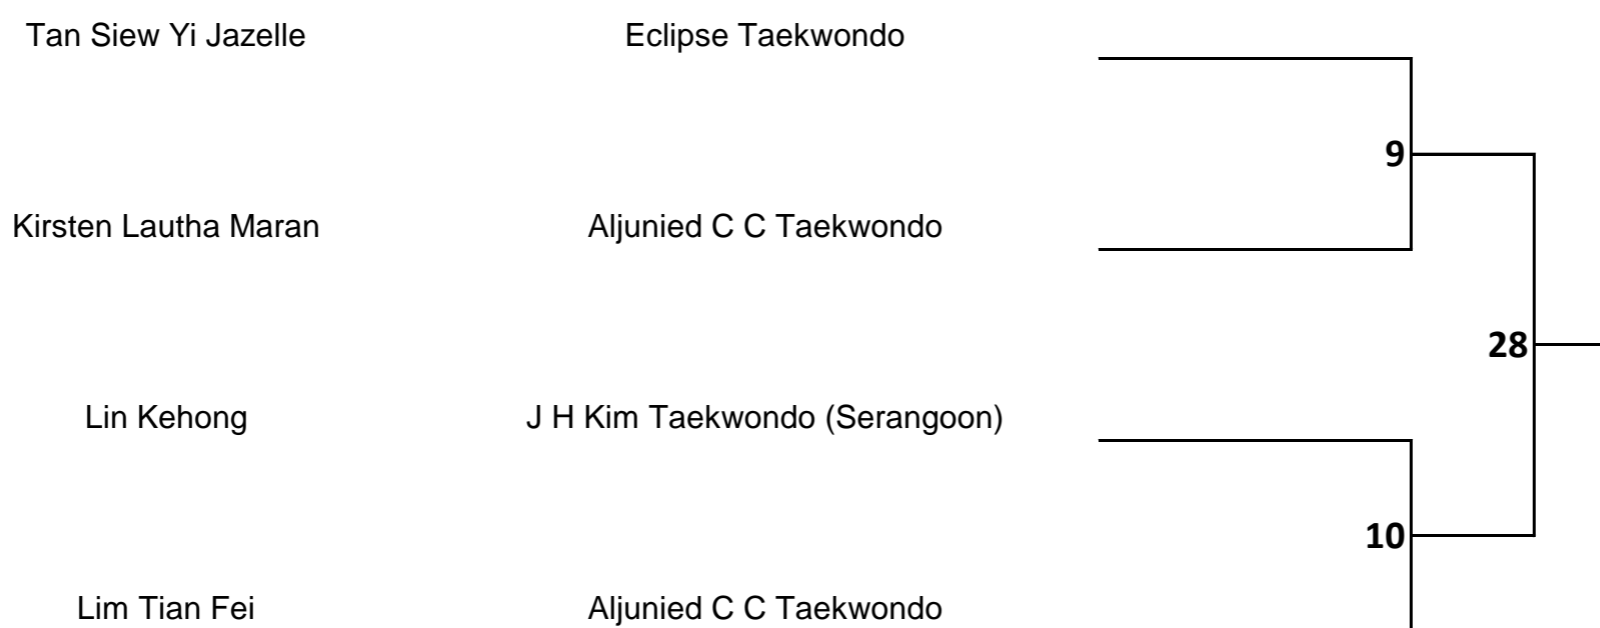 Tan Siew Yi Jazelle Eclipse Taekwondo
9
Kirsten Lautha Maran Aljunied C C Taekwondo
28
Lin Kehong J H Kim Taekwondo (Serangoon)
10
Lim Tian Fei Aljunied C C Taekwondo